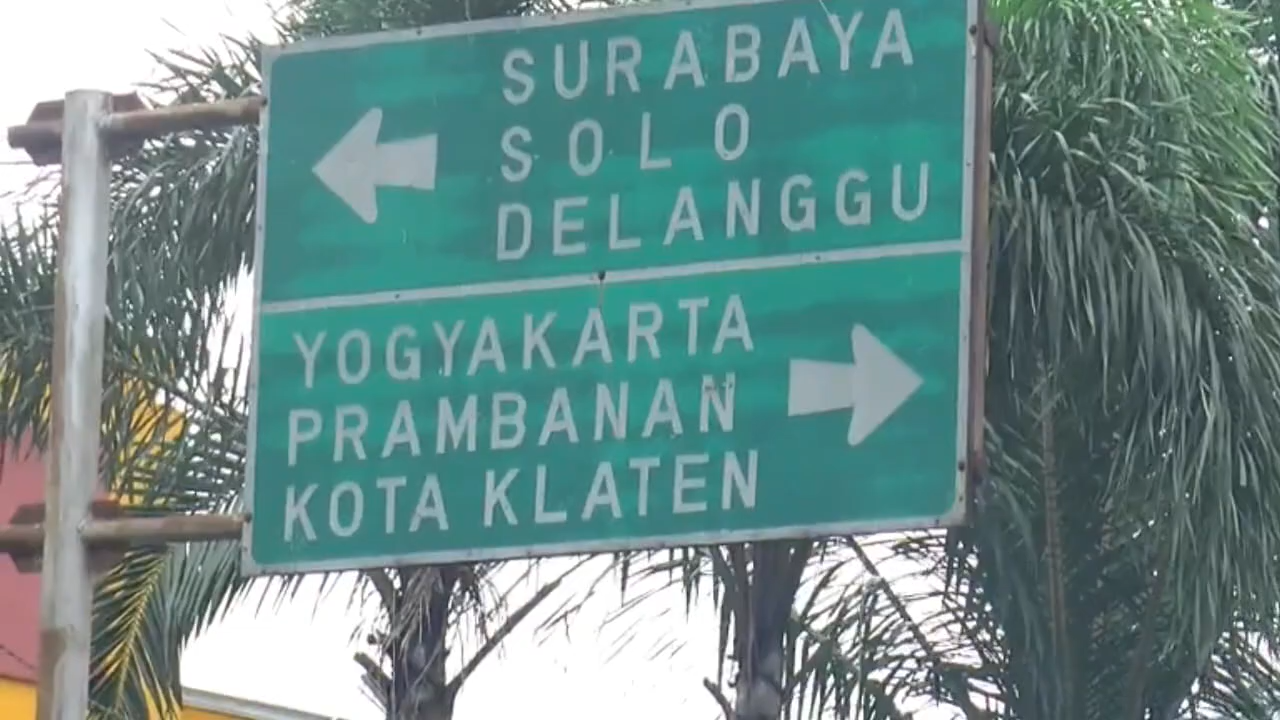 SURABAYA
SOLO
DELANGGU
YOGYAKARTA
PRAMBANAN
KOTA KLATEN